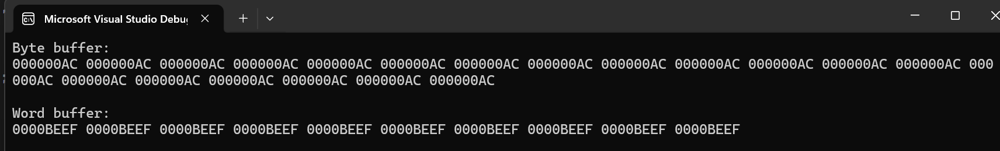 Microsoft Visual Studio Debu
Byte buffer:
000000AC 000000AC 000000AC 000000AC 000000AC 000000AC 000000AC 000000AC 000000AC 000000AC 000000AC 000000AC 000000AC 000
000AC 000000AC 000000AC 000000AC 000000AC 000000AC 000000AC
Word buffer:
0000BEEF 0000BEEF 0000BEEF 0000BEEF 0000BEEF 0000BEEF 0000BEEF 0000BEEF 0000BEEF 0000BEEF